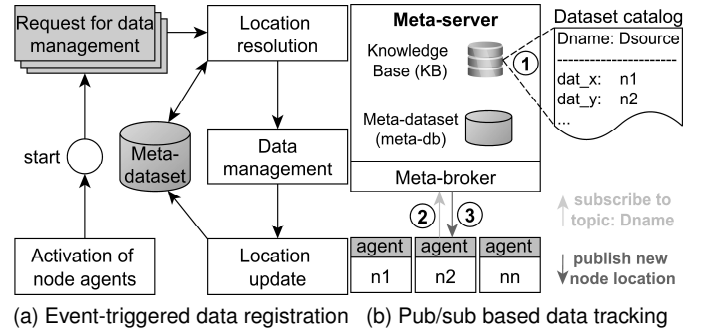 Request for data
management
Location
resolution
start
Meta-
dataset
Data
management
Activation of
node agents
Location
update
(a) Event-triggered data registration
Meta-server
Knowledge
Base (KB)
1
Meta-dataset
(meta-db)
Meta-broker
2
3
agent
agent
agent
n1
n2
nn
Dataset catalog
Dname: Dsource
------------------------
dat_x: n1
dat_y: n2
...
subscribe to
topic: Dname
publish new
node location
(b) Pub/sub based data tracking